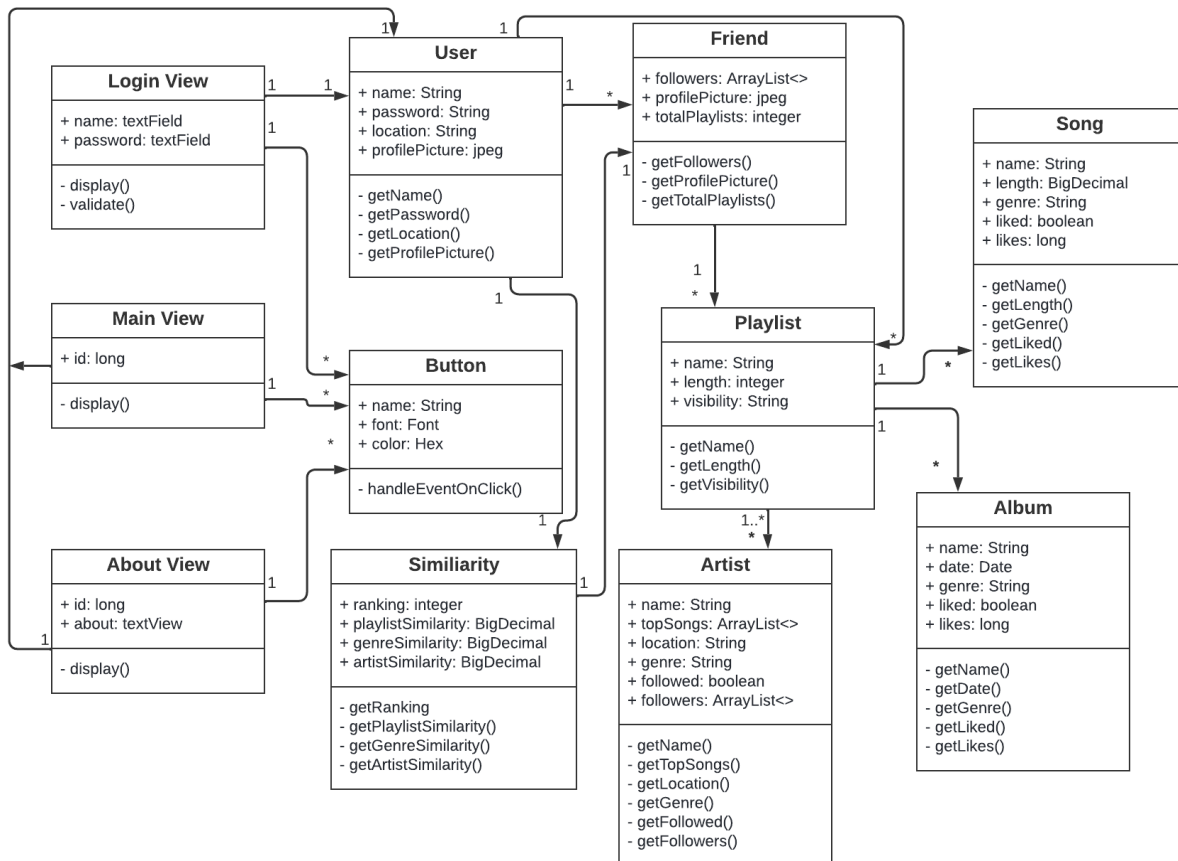 Login View
+ name: textField
+ password: textField
- display()
- validate()
1
1
1
User
+ name: String
+ password: String
+ location: String
+ profilePicture: jpeg
- getName()
- getPassword()
- getLocation()
- getProfilePicture()
1
1
1
*
1
Friend
+ followers: ArrayList<>
+ profilePicture: jpeg
+ totalPlaylists: integer
- getFollowers()
- getProfilePicture()
- getTotalPlaylists()
1
1
*
Song
+ name: String
+ length: BigDecimal
+ genre: String
+ liked: boolean
+ likes: long
- getName()
- getLength()
- getGenre()
- getLiked()
- getLikes()
Main View
+ id: long
- display()
1
*
*
*
Button
+ name: String
+ font: Font
+ color: Hex
- handleEventOnClick()
Playlist
+ name: String
+ length: integer
+ visibility: String
- getName()
- getLength()
- getVisibility()
*
1
*
1
*
1..*
*
About View
+ id: long
+ about: textView
- display()
1
1
Similiarity
+ ranking: integer
+ playlistSimilarity: BigDecimal
+ genreSimilarity: BigDecimal
+ artistSimilarity: BigDecimal
- getRanking
- getPlaylistSimilarity()
- getGenreSimilarity()
- getArtistSimilarity()
1
1
Artist
+ name: String
+ topSongs: ArrayList<>
+ location: String
+ genre: String
+ followed: boolean
+ followers: ArrayList<>
- getName()
- getTopSongs()
- getLocation()
- getGenre()
- getFollowed()
- getFollowers()
Album
+ name: String
+ date: Date
+ genre: String
+ liked: boolean
+ likes: long
- getName()
- getDate()
- getGenre()
- getLiked()
- getLikes()